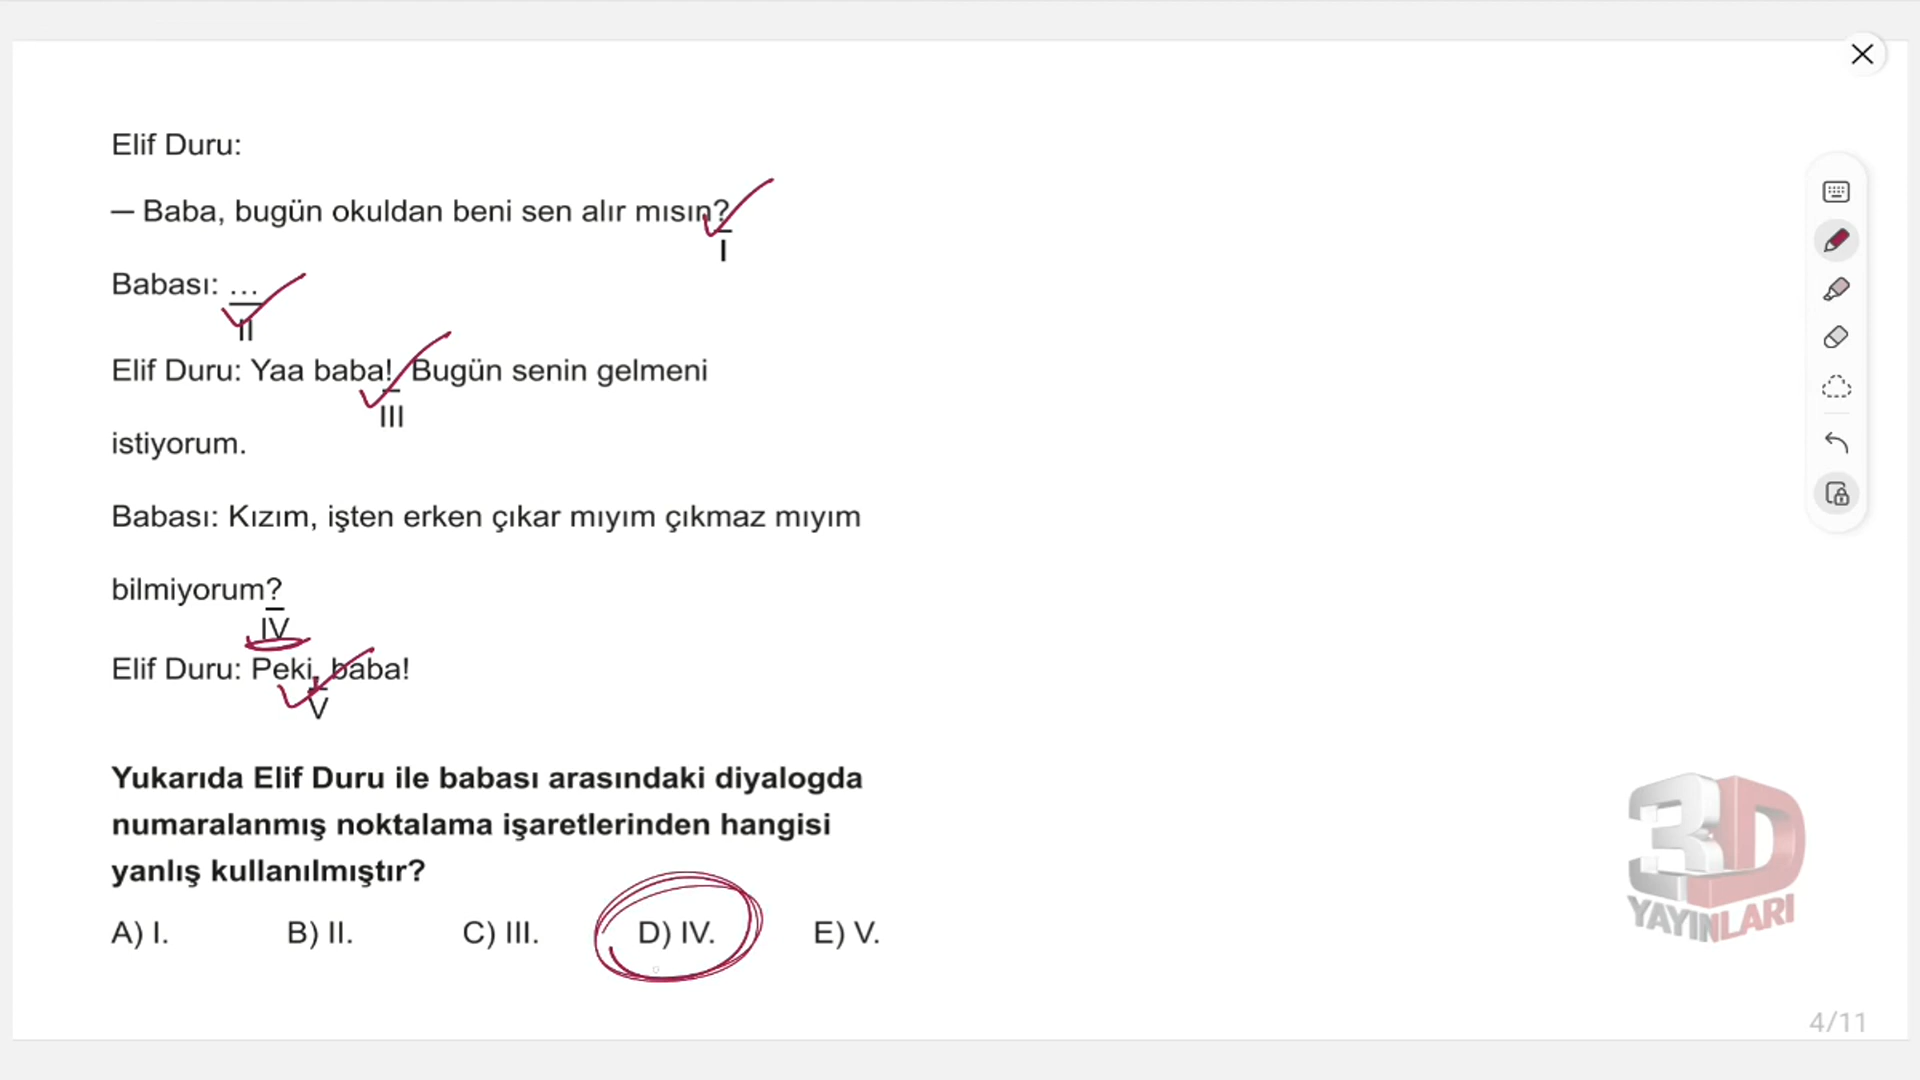 Elif Duru:
— Baba, bugün okuldan beni sen alır mısın?
I
Babası: ...
II
Elif Duru: Yaa baba! Bugün senin gelmeni
III
istiyorum.
Babası: Kızım, işten erken çıkar mıyım çıkmaz mıyım
bilmiyorum?
IV
Elif Duru: Peki, baba!
V
Yukarıda Elif Duru ile babası arasındaki diyalogda
numaralanmış noktalama işaretlerinden hangisi
yanlış kullanılmıştır?
A) I. B) II. C) III. D) IV. E) V.
3D
YAYINLARI
4/11